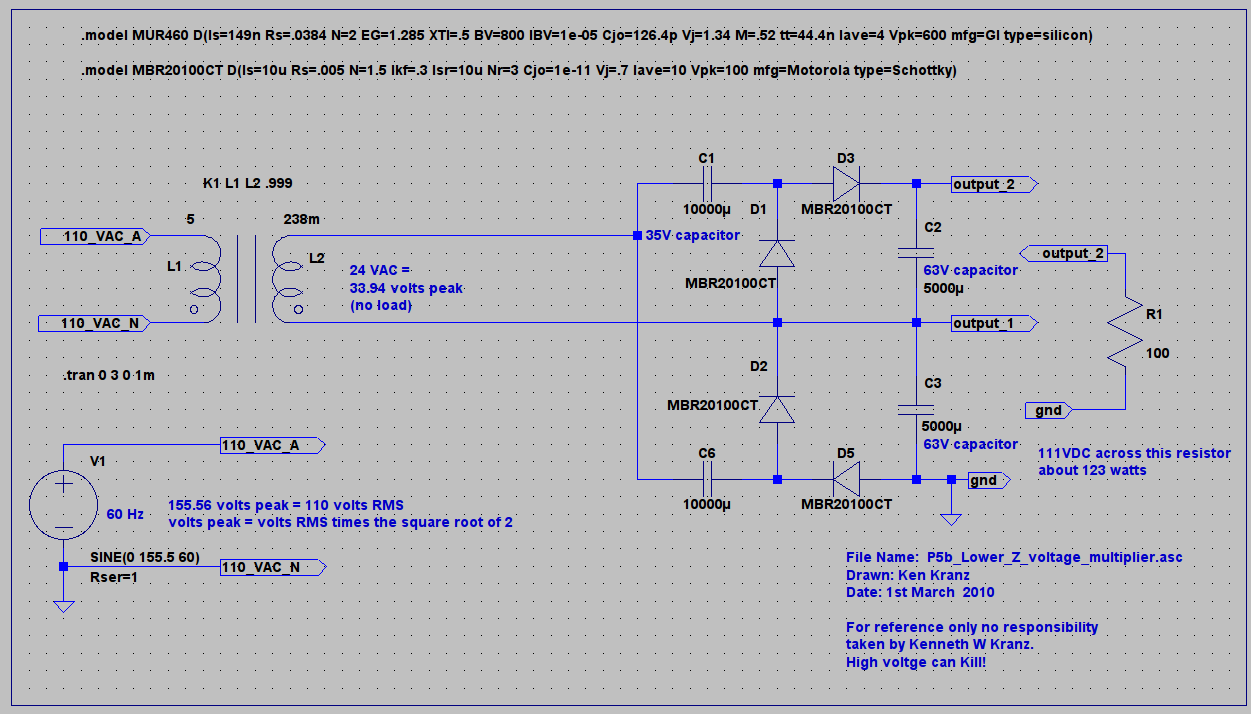 .model MUR460 D(Is=149n Rs=.0384 N=2 EG=1.285 XTI=.5 BV=800 IBV=1e-05 Cjo=126.4p Vj=1.34 M=.52 tt=44.4n Iave=4 Vpk=600 mfg=GI type=silicon)
.model MBR20100CT D(Is=10u Rs=.005 N=1.5 Ikf=.3 Isr=10u Nr=3 Cjo=1e-11 Vj=.7 Iave=10 Vpk=100 mfg=Motorola type=Schottky)
K1 L1 L2 .999
5
238m
110_VAC_A
L1
L2
110_VAC_N
24 VAC =
33.94 volts peak
(no load)
.tran 0 3 0 1m
C1
10000µ
D3
MBR20100CT
output_2
D1
MBR20100CT
35V capacitor
C2
63V capacitor
5000µ
output_1
D2
MBR20100CT
C3
5000µ
63V capacitor
C6
10000µ
D5
MBR20100CT
gnd
output_2
R1
100
gnd
111VDC across this resistor
about 123 watts
V1
110_VAC_A
60 Hz
155.56 volts peak = 110 volts RMS
volts peak = volts RMS times the square root of 2
SINE(0 155.5 60)
Rser=1
110_VAC_N
File Name:  P5b_Lower_Z_voltage_multiplier.asc
Drawn: Ken Kranz
Date: 1st March  2010
For reference only no responsibility
taken by Kenneth W Kranz.
High voltge can Kill!